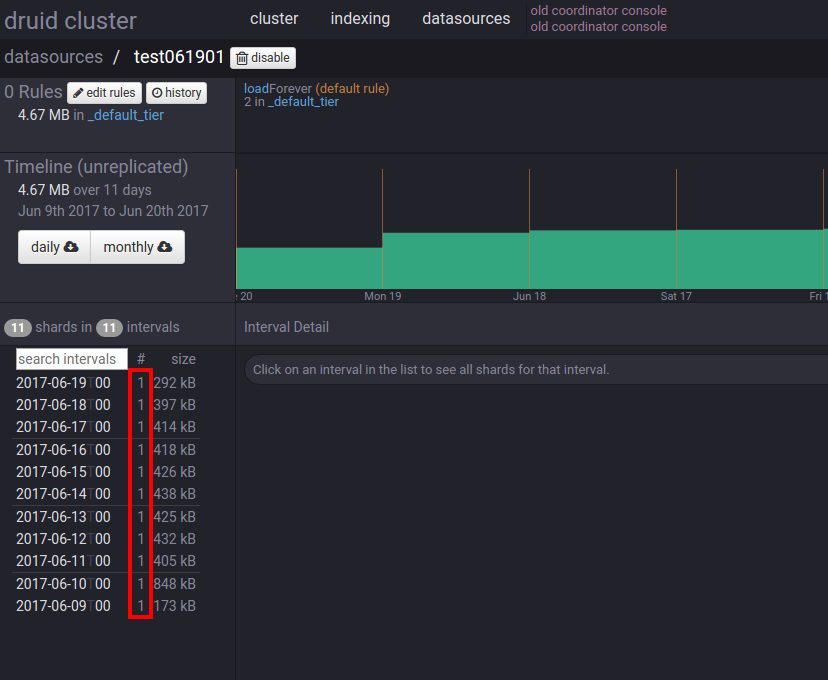 druid cluster
cluster indexing datasources
old coordinator console
old coordinator console
datasources / test061901 disable
0 Rules edit rules history
4.67 MB in _default_tier
loadForever (default rule)
2 in _default_tier
Timeline (unreplicated)
4.67 MB over 11 days
Jun 9th 2017 to Jun 20th 2017
daily monthly
20 Mon 19 Jun 18 Sat 17 Fri
11 shards in 11 intervals
Interval Detail
search intervals # size
Click on an interval in the list to see all shards for that interval.
2017-06-19T00 1 292 kB
2017-06-18T00 1 397 kB
2017-06-17T00 1 414 kB
2017-06-16T00 1 418 kB
2017-06-15T00 1 426 kB
2017-06-14T00 1 438 kB
2017-06-13T00 1 425 kB
2017-06-12T00 1 432 kB
2017-06-11T00 1 405 kB
2017-06-10T00 1 848 kB
2017-06-09T00 1 173 kB